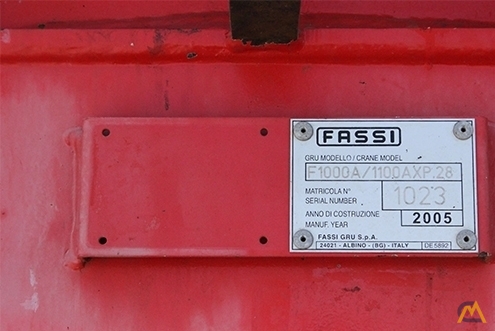 FASSI
GRU MODELLO / CRANE MODEL
F1000A/1100AXP.28
MATRICOLA N°
SERIAL NUMBER
1023
ANNO DI COSTRUZIONE
MANUF. YEAR
2005
FASSI GRU S.p.A.
24021 - ALBINO - (BG) - ITALY
DE5892